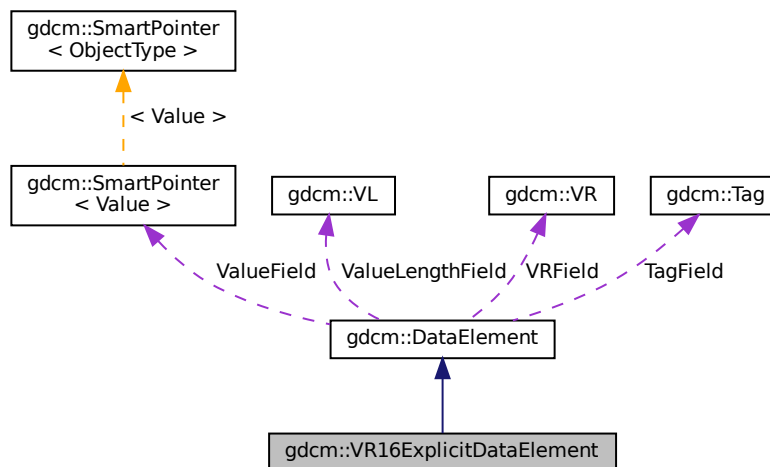 gdcm::SmartPointer
< ObjectType >
< Value >
gdcm::SmartPointer
< Value >
gdcm::VL
gdcm::VR
gdcm::Tag
ValueField
ValueLengthField
VRField
TagField
gdcm::DataElement
gdcm::VR16ExplicitDataElement